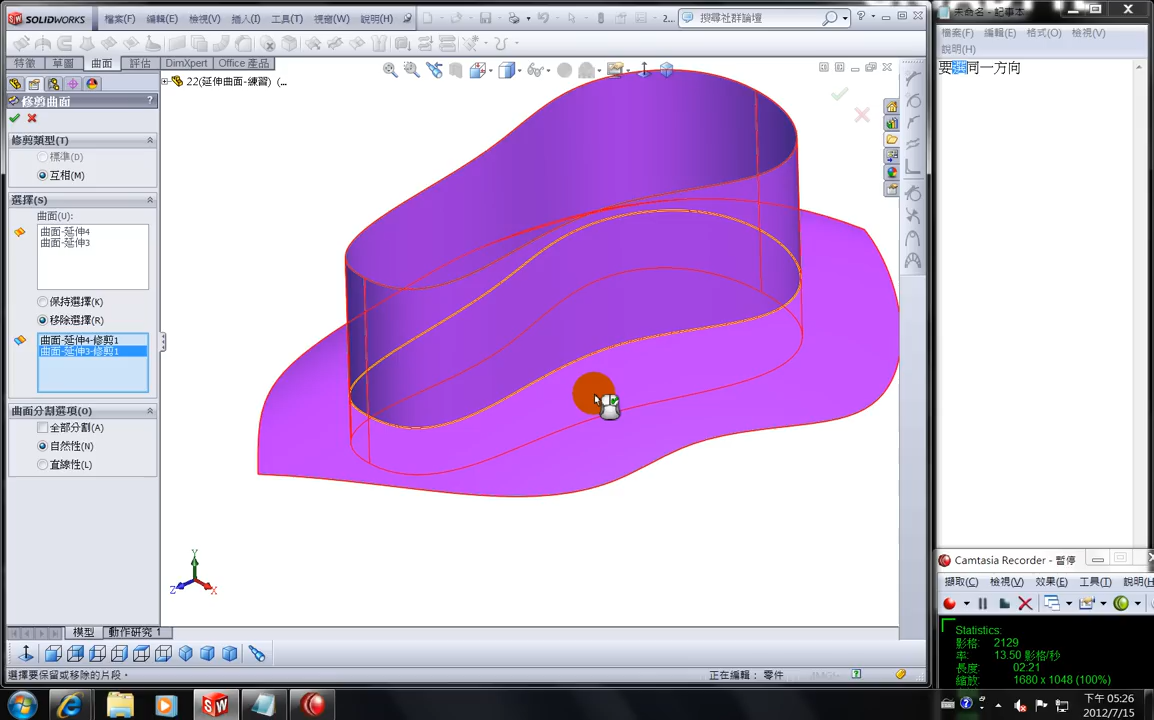 SOLIDWORKS
檔案(F)
編輯(E)
檢視(V)
插入(I)
工具(T)
視窗(W)
說明(H)
2...
搜尋社群論壇
?
未命名 - 記事本
檔案(F) 編輯(E) 格式(O) 檢視(V)
說明(H)
要選同一方向
特徵 草圖 曲面 評估 DimXpert Office 產品
22(延伸曲面-練習) (...
修剪曲面 ?
修剪類型(T)
標準(D)
互相(M)
選擇(S)
曲面(U):
曲面-延伸4
曲面-延伸3
保持選擇(K)
移除選擇(R)
曲面-延伸4-修剪1
曲面-延伸3-修剪1
曲面分割選項(O)
全部分割(A)
自然性(N)
直線性(L)
Y
Z
X
模型 動作研究 1
選擇要保留或移除的片段。
正在編輯: 零件
Camtasia Recorder - 暫停
擷取(C) 檢視(V) 效果(E) 工具(T) 說明(H)
Statistics:
影格: 2129
率: 13.50 影格/秒
長度: 02:21
縮放: 1680 x 1048 (100%)
下午 05:26
2012/7/15